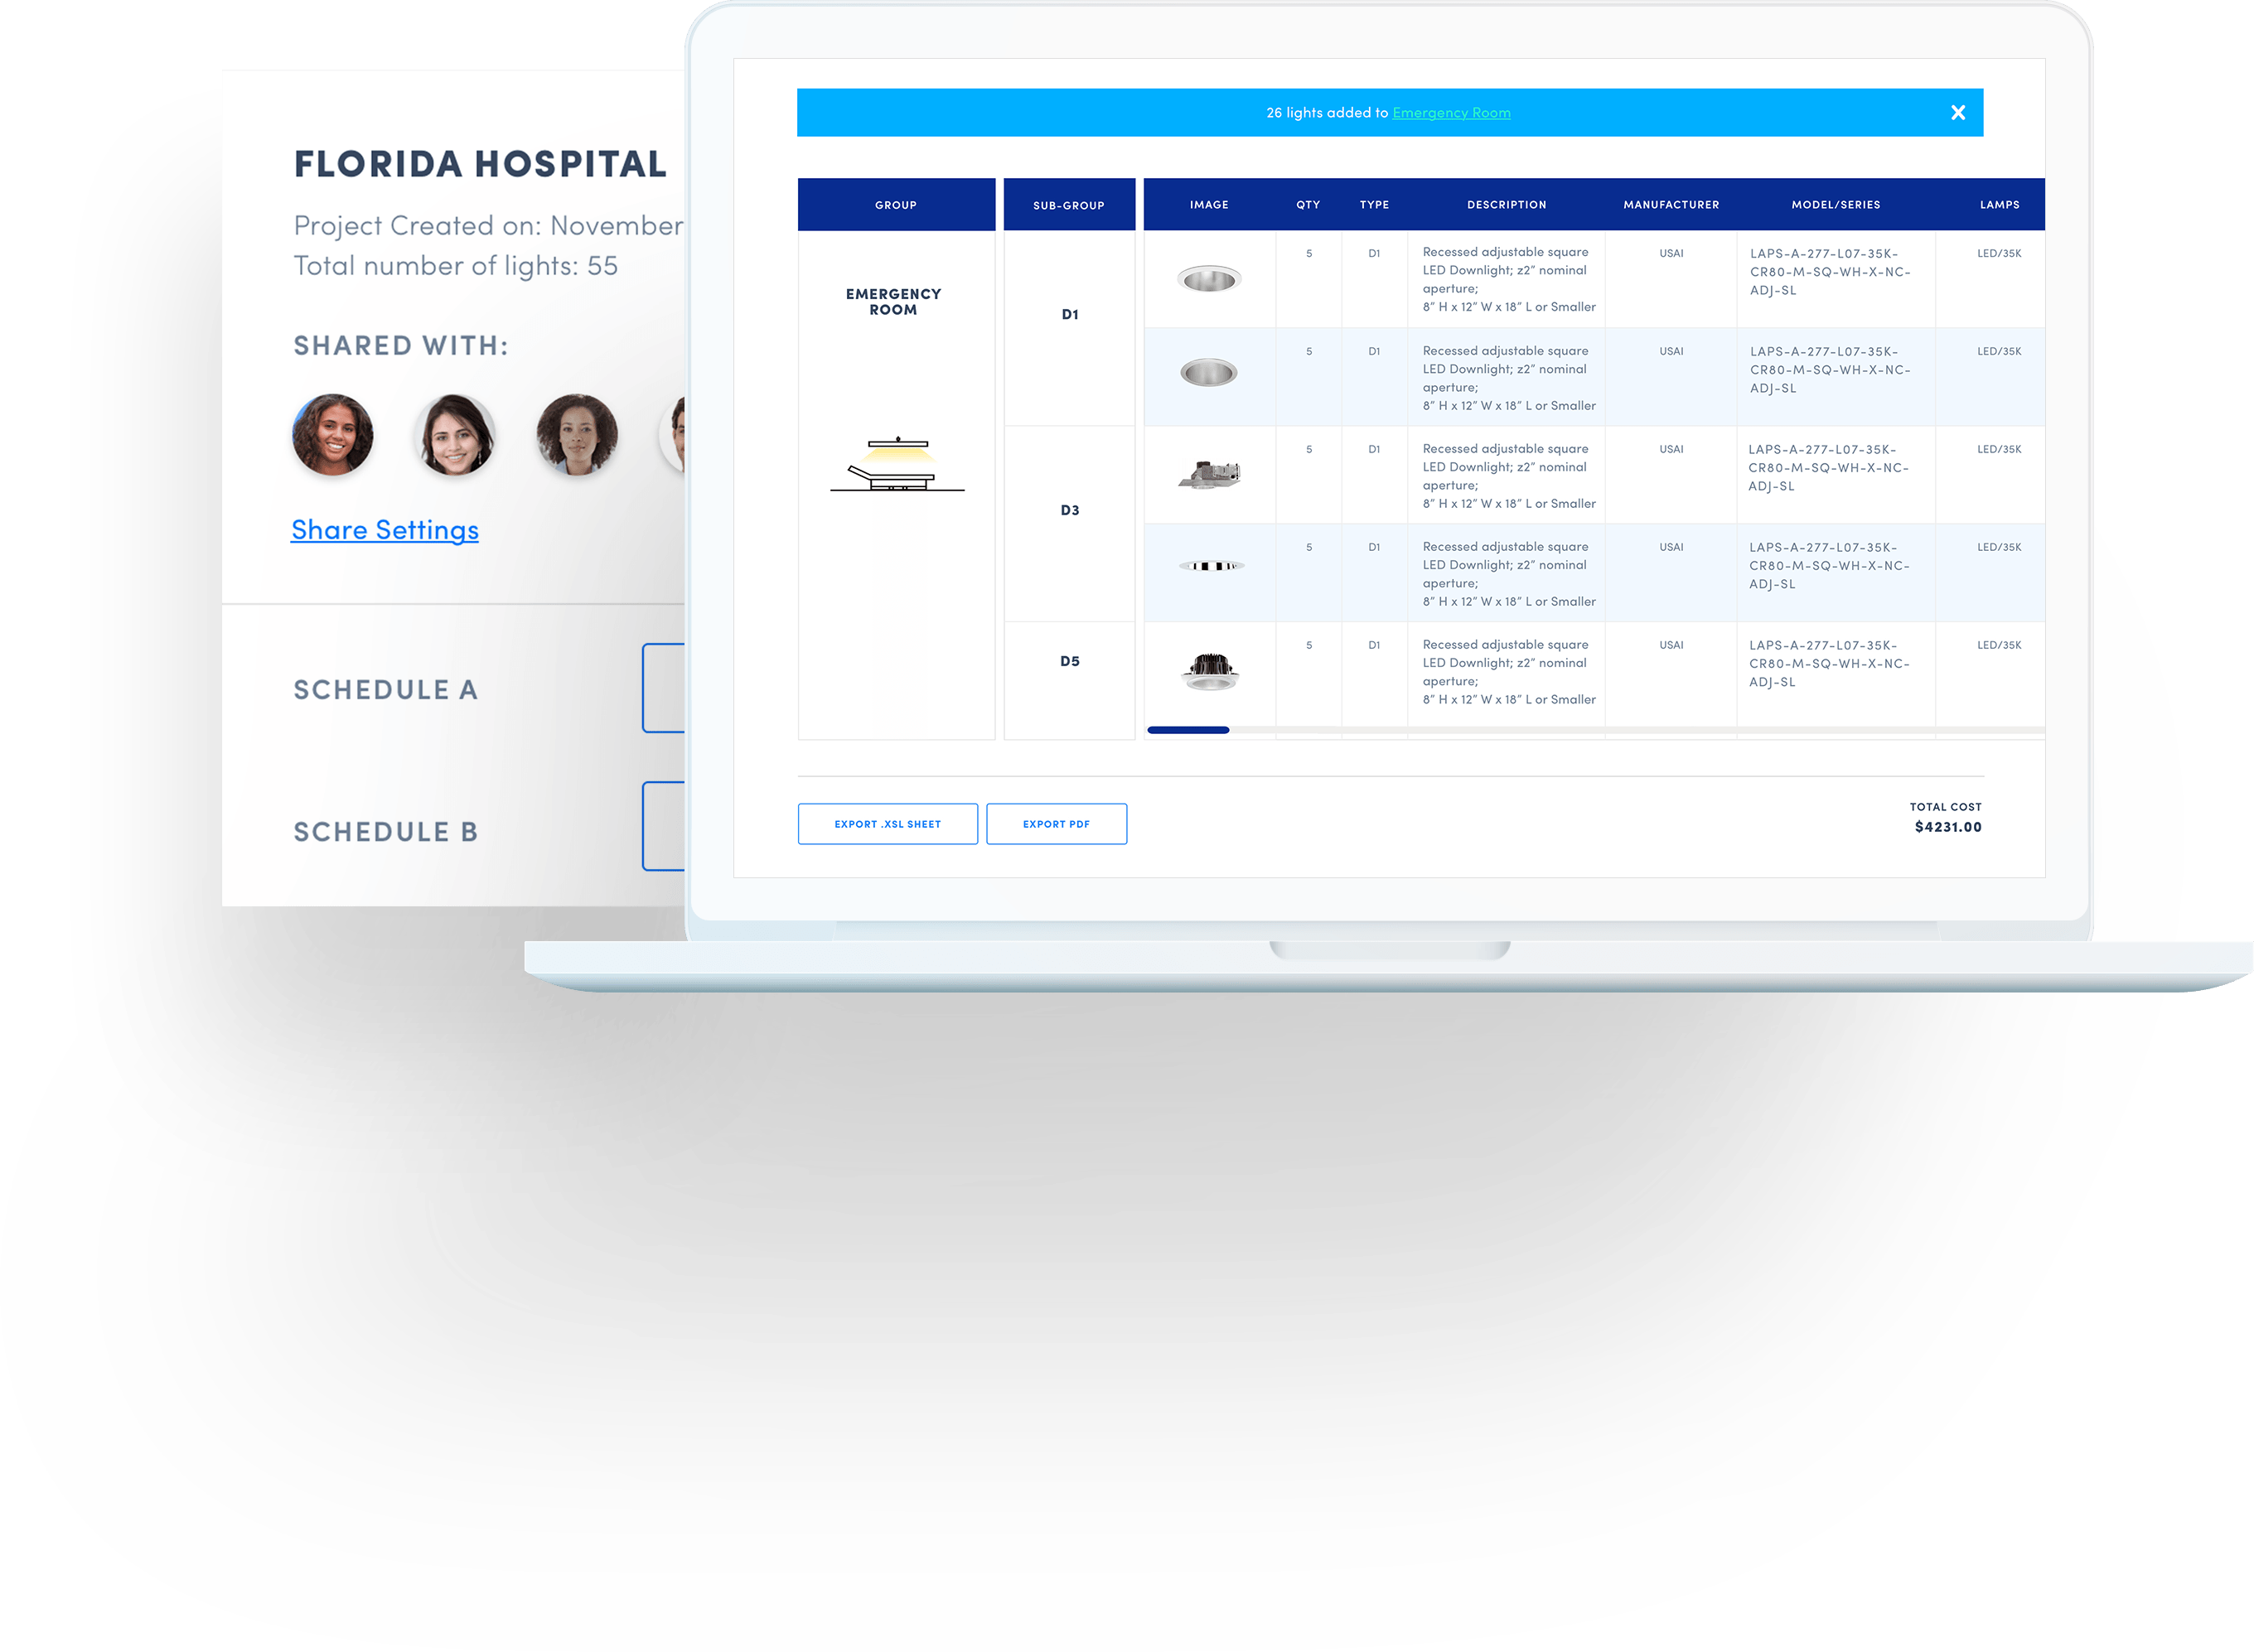 FLORIDA HOSPITAL
Project Created on: November
Total number of lights: 55
SHARED WITH:
Share Settings
SCHEDULE A
SCHEDULE B
26 lights added to Emergency Room
GROUP
SUB-GROUP
IMAGE
QTY
TYPE
DESCRIPTION
MANUFACTURER
MODEL/SERIES
LAMPS
EMERGENCY
ROOM
D1
D3
D5
5
D1
Recessed adjustable square
LED Downlight; z2” nominal
aperture;
8” H x 12” W x 18” L or Smaller
USAI
LAPS-A-277-L07-35K-
CR80-M-SQ-WH-X-NC-
ADJ-SL
LED/35K
5
D1
Recessed adjustable square
LED Downlight; z2” nominal
aperture;
8” H x 12” W x 18” L or Smaller
USAI
LAPS-A-277-L07-35K-
CR80-M-SQ-WH-X-NC-
ADJ-SL
LED/35K
5
D1
Recessed adjustable square
LED Downlight; z2” nominal
aperture;
8” H x 12” W x 18” L or Smaller
USAI
LAPS-A-277-L07-35K-
CR80-M-SQ-WH-X-NC-
ADJ-SL
LED/35K
5
D1
Recessed adjustable square
LED Downlight; z2” nominal
aperture;
8” H x 12” W x 18” L or Smaller
USAI
LAPS-A-277-L07-35K-
CR80-M-SQ-WH-X-NC-
ADJ-SL
LED/35K
5
D1
Recessed adjustable square
LED Downlight; z2” nominal
aperture;
8” H x 12” W x 18” L or Smaller
USAI
LAPS-A-277-L07-35K-
CR80-M-SQ-WH-X-NC-
ADJ-SL
LED/35K
EXPORT .XSL SHEET
EXPORT PDF
TOTAL COST
$4231.00